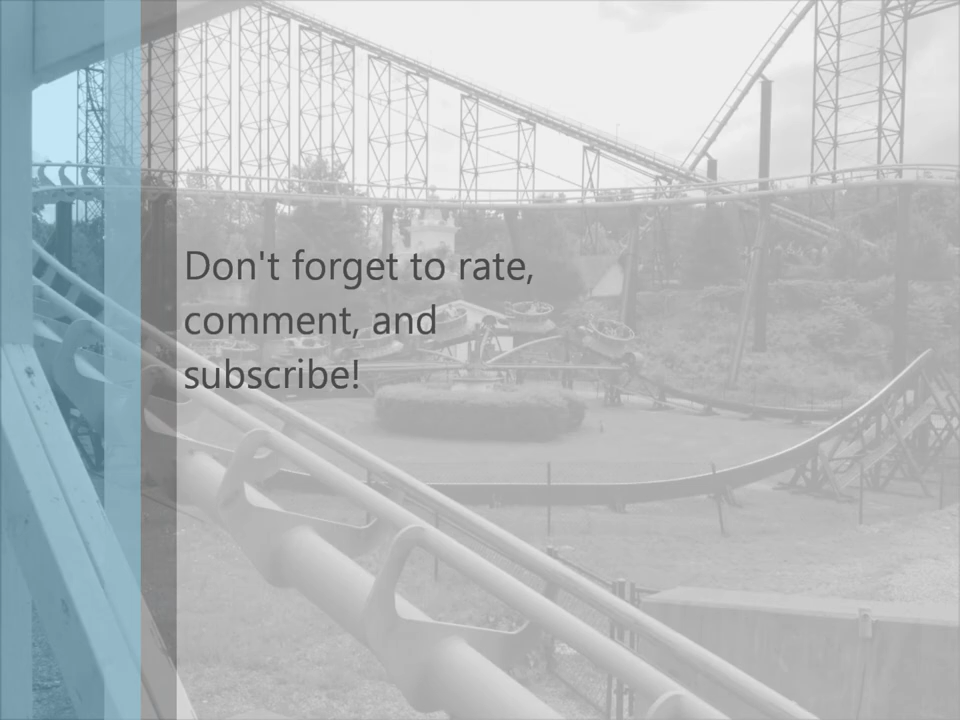 Don't forget to rate,
comment, and
subscribe!